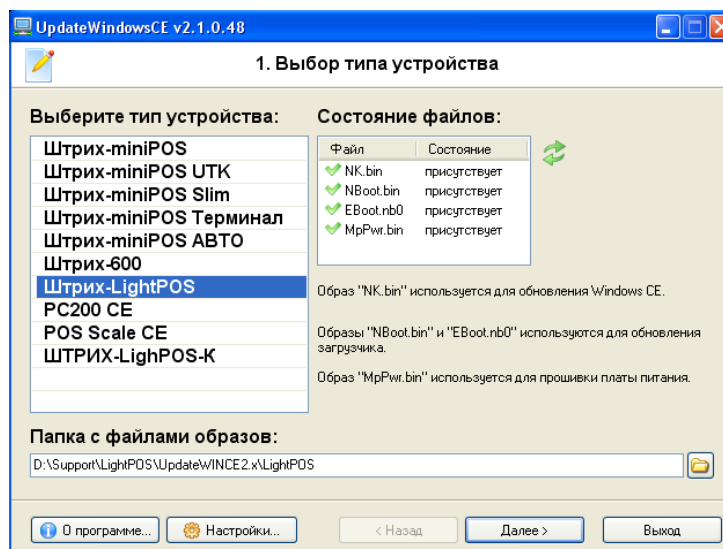 UpdateWindowsCE v2.1.0.48
1. Выбор типа устройства
Выберите тип устройства:
Штрих-miniPOS
Штрих-miniPOS UTK
Штрих-miniPOS Slim
Штрих-miniPOS Терминал
Штрих-miniPOS АВТО
Штрих-600
Штрих-LightPOS
PC200 CE
POS Scale CE
ШТРИХ-LighPOS-К
Состояние файлов:
Файл Состояние
NK.bin присутствует
NBoot.bin присутствует
EBoot.nb0 присутствует
MpPwr.bin присутствует
Образ "NK.bin" используется для обновления Windows CE.
Образы "NBoot.bin" и "EBoot.nb0" используются для обновления
загрузчика.
Образ "MpPwr.bin" используется для прошивки платы питания.
Папка с файлами образов:
D:\Support\LightPOS\UpdateWINCE2.x\LightPOS
О программе... Настройки... < Назад Далее > Выход